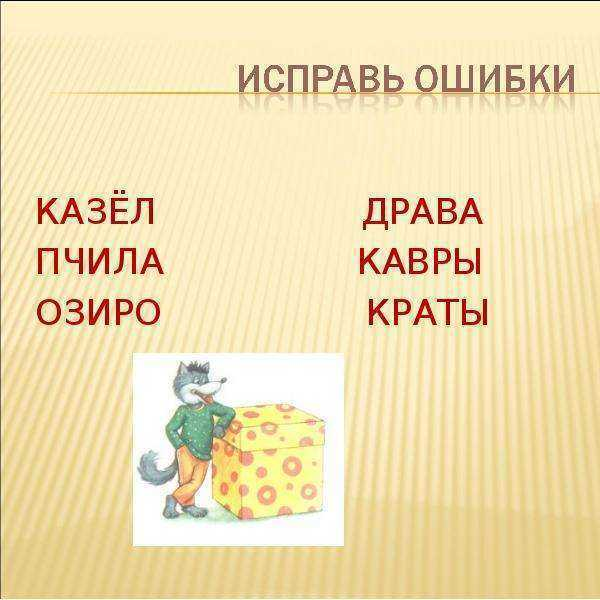 ИСПРАВЬ ОШИБКИ
КАЗЁЛ ДРАВА
ПЧИЛА КАВРЫ
ОЗИРО КРАТЫ